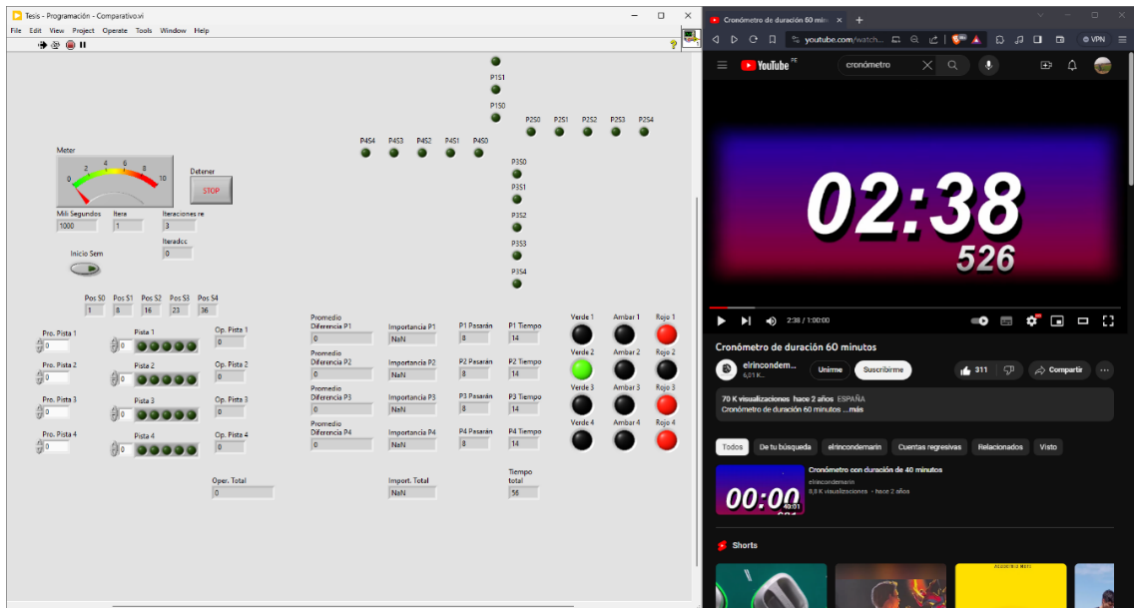 Tesis - Programación - Comparativo.vi
File Edit View Project Operate Tools Window Help
P1S1
P1S0
P2S0 P2S1 P2S2 P2S3 P2S4
P4S4 P4S3 P4S2 P4S1 P4S0
P3S0
P3S1
P3S2
P3S3
P3S4
Meter
0 2 4 6 8 10
Detener
STOP
Mili Segundos Itera Iteraciones re
1000 1 3
Iteradcc
0
Inicio Sem
Pos S0 Pos S1 Pos S2 Pos S3 Pos S4
1 8 16 23 36
Pro. Pista 1 Pista 1 Op. Pista 1
0 0 0
Pro. Pista 2 Pista 2 Op. Pista 2
0 0 0
Pro. Pista 3 Pista 3 Op. Pista 3
0 0 0
Pro. Pista 4 Pista 4 Op. Pista 4
0 0 0
Oper. Total
0
Promedio
Diferencia P1 Importancia P1 P1 Pasarán P1 Tiempo
0 NaN 8 14
Promedio
Diferencia P2 Importancia P2 P2 Pasarán P2 Tiempo
0 NaN 8 14
Promedio
Diferencia P3 Importancia P3 P3 Pasarán P3 Tiempo
0 NaN 8 14
Promedio
Diferencia P4 Importancia P4 P4 Pasarán P4 Tiempo
0 NaN 8 14
Import. Total
NaN
Tiempo
total
56
Verde 1 Ambar 1 Rojo 1
Verde 2 Ambar 2 Rojo 2
Verde 3 Ambar 3 Rojo 3
Verde 4 Ambar 4 Rojo 4
Cronómetro de duración 60 min
youtube.com/watch...
VPN
YouTube PE
cronómetro
02:38
526
2:38 / 1:00:00
Cronómetro de duración 60 minutos
elrincondem...
6,01 K...
Unirme
Suscribirme
311
Compartir
70 K visualizaciones hace 2 años ESPAÑA
Cronómetro de duración 60 minutos ...más
Todos De tu búsqueda elrincondemarin Cuentas regresivas Relacionados Visto
00:00
40:01
Cronómetro con duración de 40 minutos
elrincondemarin
8,8 K visualizaciones · hace 2 años
Shorts